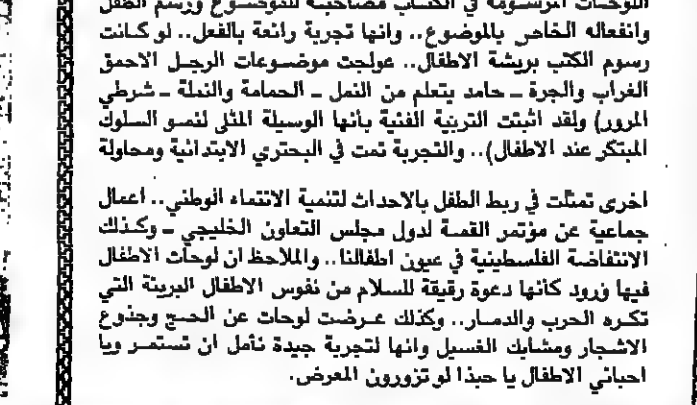 اللوحات المرسومة في الكتاب مصاحبة للموضوع ورسم الطفل
وانفعاله الخاص بالموضوع.. وانها تجربة رائعة بالفعل.. لو كانت
رسوم الكتب بريشة الاطفال.. عولجت موضوعات الرجل الاحمق
الغراب والجرة ــ حامد يتعلم من النمل ــ الحمامة والنملة ــ شرطي
المرور) ولقد اثبتت التربية الفنية بأنها الوسيلة المثلى لنمو السلوك
المبتكر عند الاطفال).. والتجربة تمت في البحتري الابتدائية ومحاولة
اخرى تمثلت في ربط الطفل بالاحداث لتنمية الانتماء الوطني.. اعمال
جماعية عن مؤتمر القمة لدول مجلس التعاون الخليجي ــ وكذلك
الانتفاضة الفلسطينية في عيون اطفالنا.. والملاحظ ان لوحات الاطفال
فيها ورود كأنها دعوة رقيقة للسلام من نفوس الاطفال البريئة التي
تكره الحرب والدمار.. وكذلك عرضت لوحات عن الحج وجذوع
الاشجار ومشابك الغسيل وانها لتجربة جيدة نأمل ان تستمر ويا
احبائي الاطفال يا حبذا لو تزورون المعرض.